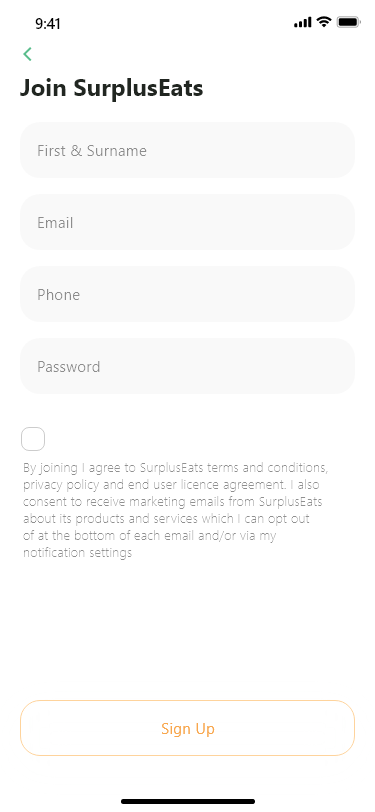 9:41
Join SurplusEats
First & Surname
Email
Phone
Password
By joining I agree to SurplusEats terms and conditions,
privacy policy and end user licence agreement. I also
consent to receive marketing emails from SurplusEats
about its products and services which I can opt out
of at the bottom of each email and/or via my
notification settings
Sign Up